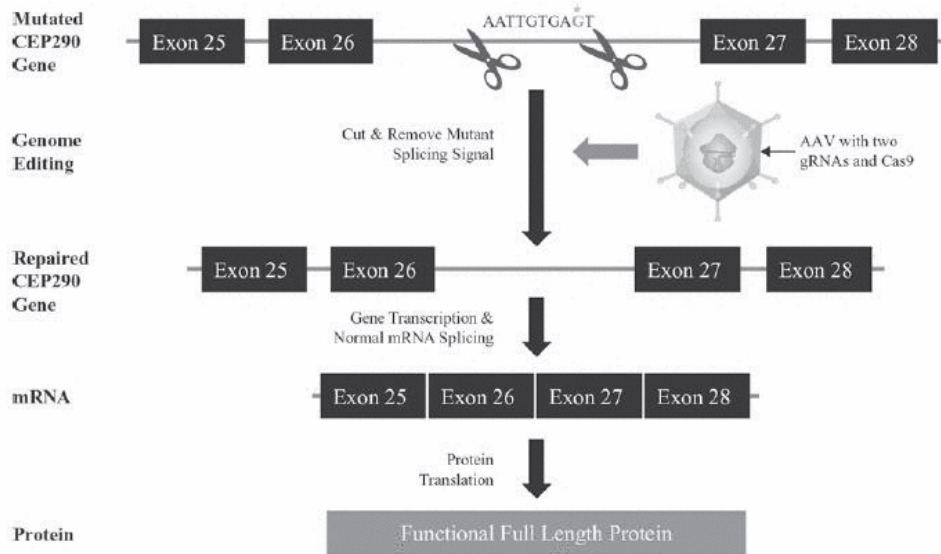 Mutated
CEP290
Gene
Exon 25
Exon 26
AATTGTGAGT
*
Exon 27
Exon 28
Genome
Editing
Cut & Remove Mutant
Splicing Signal
AAV with two
gRNAs and Cas9
Repaired
CEP290
Gene
Exon 25
Exon 26
Exon 27
Exon 28
Gene Transcription &
Normal mRNA Splicing
mRNA
Exon 25
Exon 26
Exon 27
Exon 28
Protein
Translation
Protein
Functional Full Length Protein